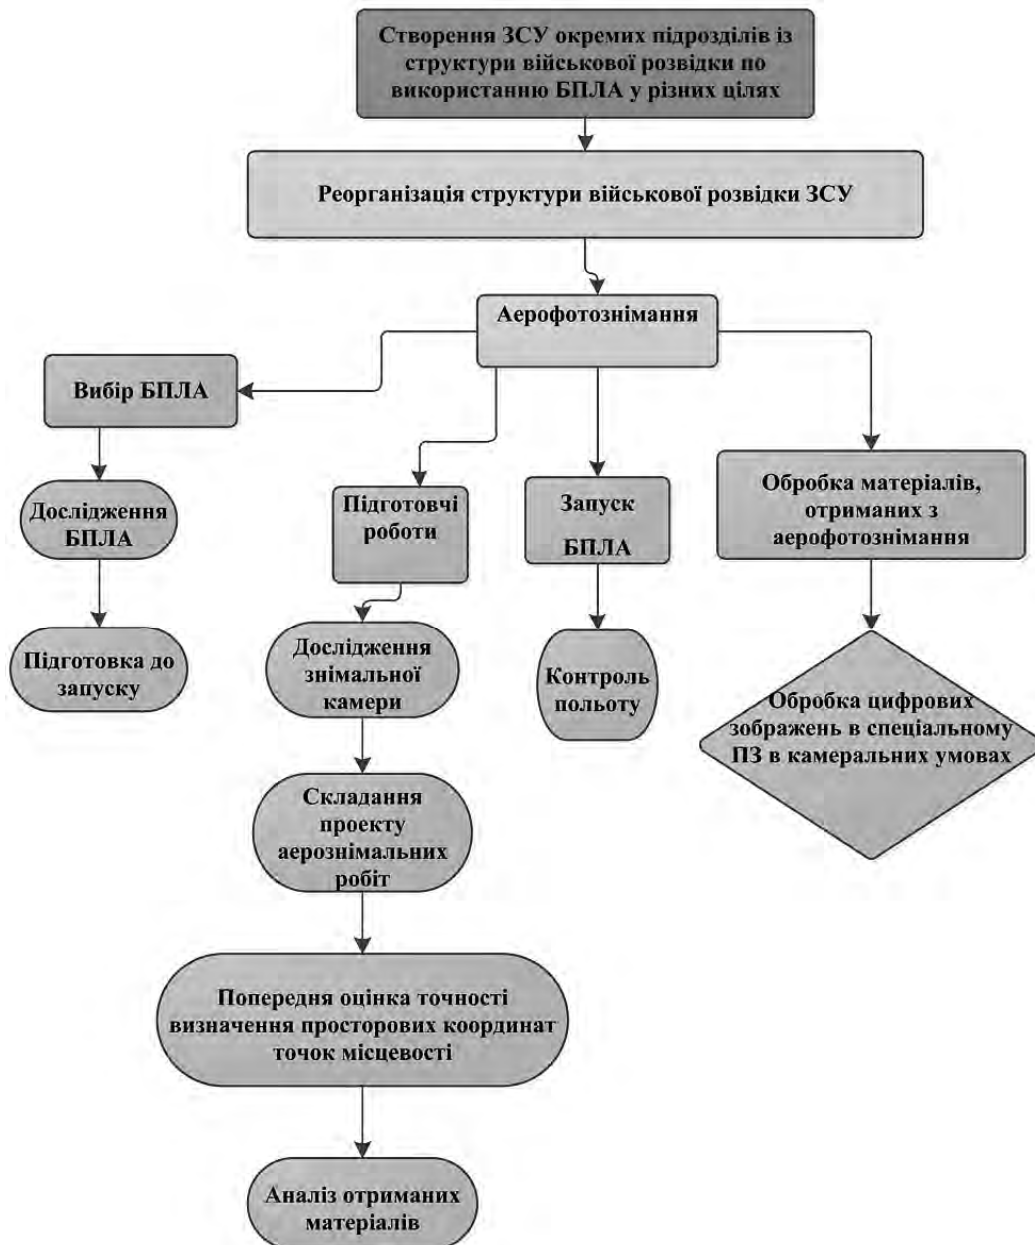 Створення ЗСУ окремих підрозділів із
структури військової розвідки по
використанню БПЛА у різних цілях
Реорганізація структури військової розвідки ЗСУ
Аерофотознімання
Вибір БПЛА
Дослідження
БПЛА
Підготовка до
запуску
Підготовчі
роботи
Дослідження
знімальної
камери
Складання
проекту
аерознімальних
робіт
Попередня оцінка точності
визначення просторових координат
точок місцевості
Аналіз отриманих
матеріалів
Запуск
БПЛА
Контроль
польоту
Обробка матеріалів,
отриманих з
аерофотознімання
Обробка цифрових
зображень в спеціальному
ПЗ в камеральних умовах